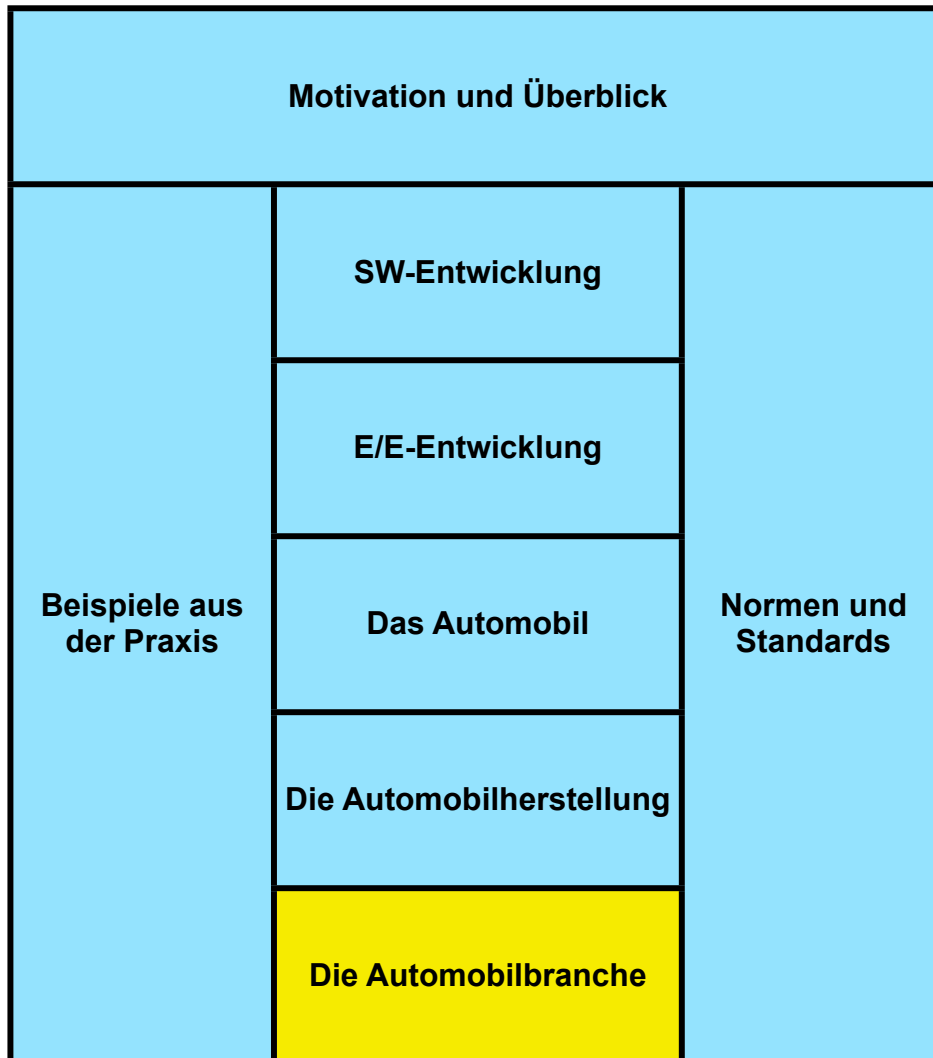 Motivation und Überblick
SW-Entwicklung
E/E-Entwicklung
Beispiele aus
der Praxis
Das Automobil
Normen und
Standards
Die Automobilherstellung
Die Automobilbranche